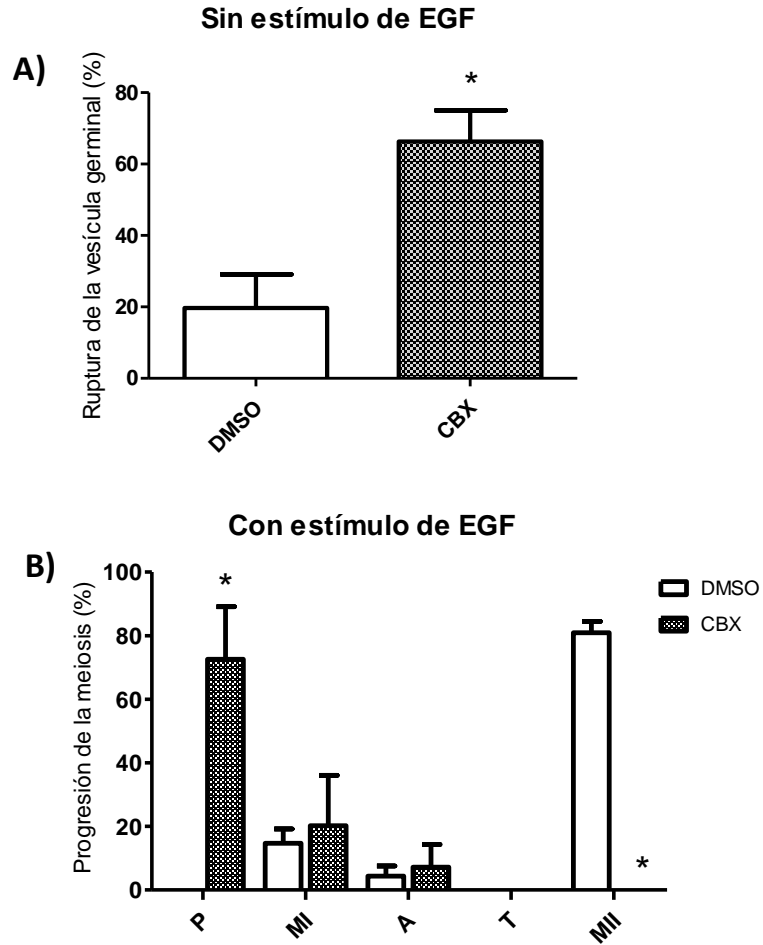 Sin estímulo de EGF
A)
Ruptura de la vesícula germinal (%)
80
60
40
20
0
*
DMSO
CBX
Con estímulo de EGF
B)
Progresión de la meiosis (%)
100
80
60
40
20
0
*
*
P
MI
A
T
MII
DMSO
CBX